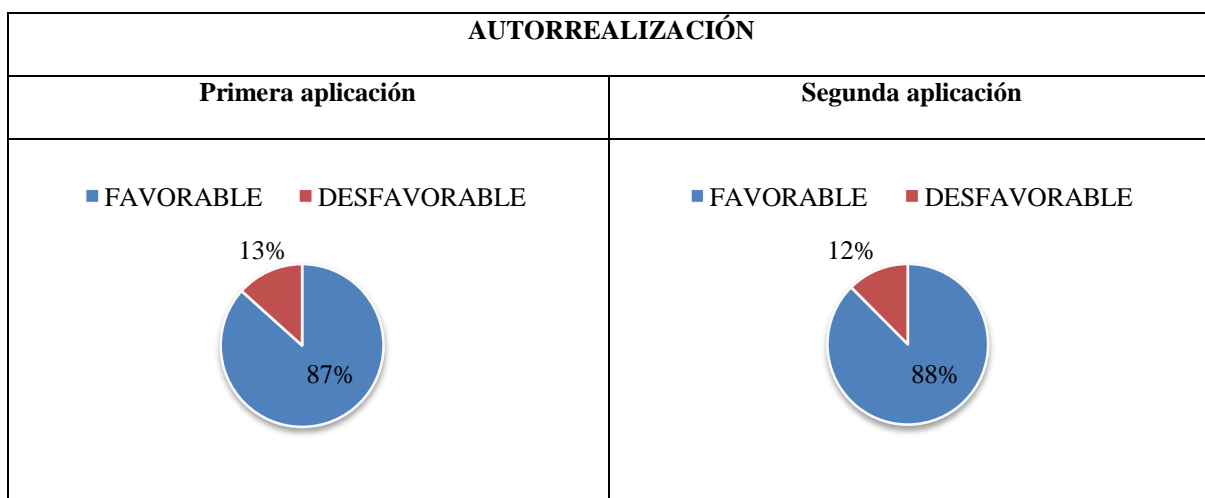 AUTORREALIZACIÓN
Primera aplicación
Segunda aplicación
FAVORABLE DESFAVORABLE
13%
87%
FAVORABLE DESFAVORABLE
12%
88%